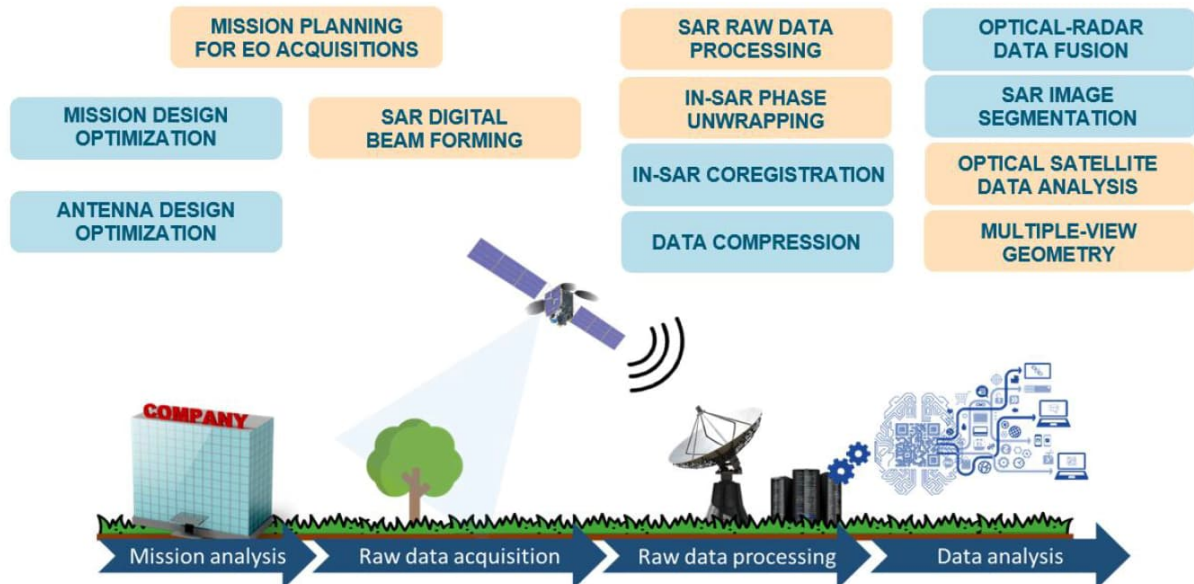 MISSION PLANNING
FOR EO ACQUISITIONS
MISSION DESIGN
OPTIMIZATION
SAR DIGITAL
BEAM FORMING
ANTENNA DESIGN
OPTIMIZATION
SAR RAW DATA
PROCESSING
IN-SAR PHASE
UNWRAPPING
IN-SAR COREGISTRATION
DATA COMPRESSION
OPTICAL-RADAR
DATA FUSION
SAR IMAGE
SEGMENTATION
OPTICAL SATELLITE
DATA ANALYSIS
MULTIPLE-VIEW
GEOMETRY
COMPANY
Mission analysis
Raw data acquisition
Raw data processing
Data analysis